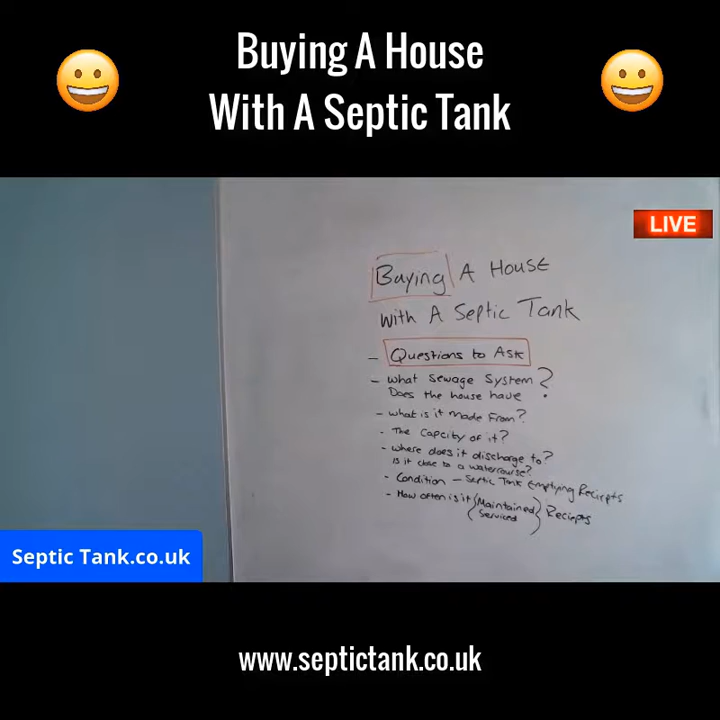 Buying A House
With A Septic Tank
LIVE
Buying A House
With A Septic Tank
- Questions to Ask
- What Sewage System?
Does the house have
- what is it made from?
- The Capcity of it?
- where does it discharge to?
is it close to a watercourse?
- Condition - Septic Tank Emptying Reciepts
- How often is it (Maintained
Serviced) Reciepts
Septic Tank.co.uk
www.septictank.co.uk